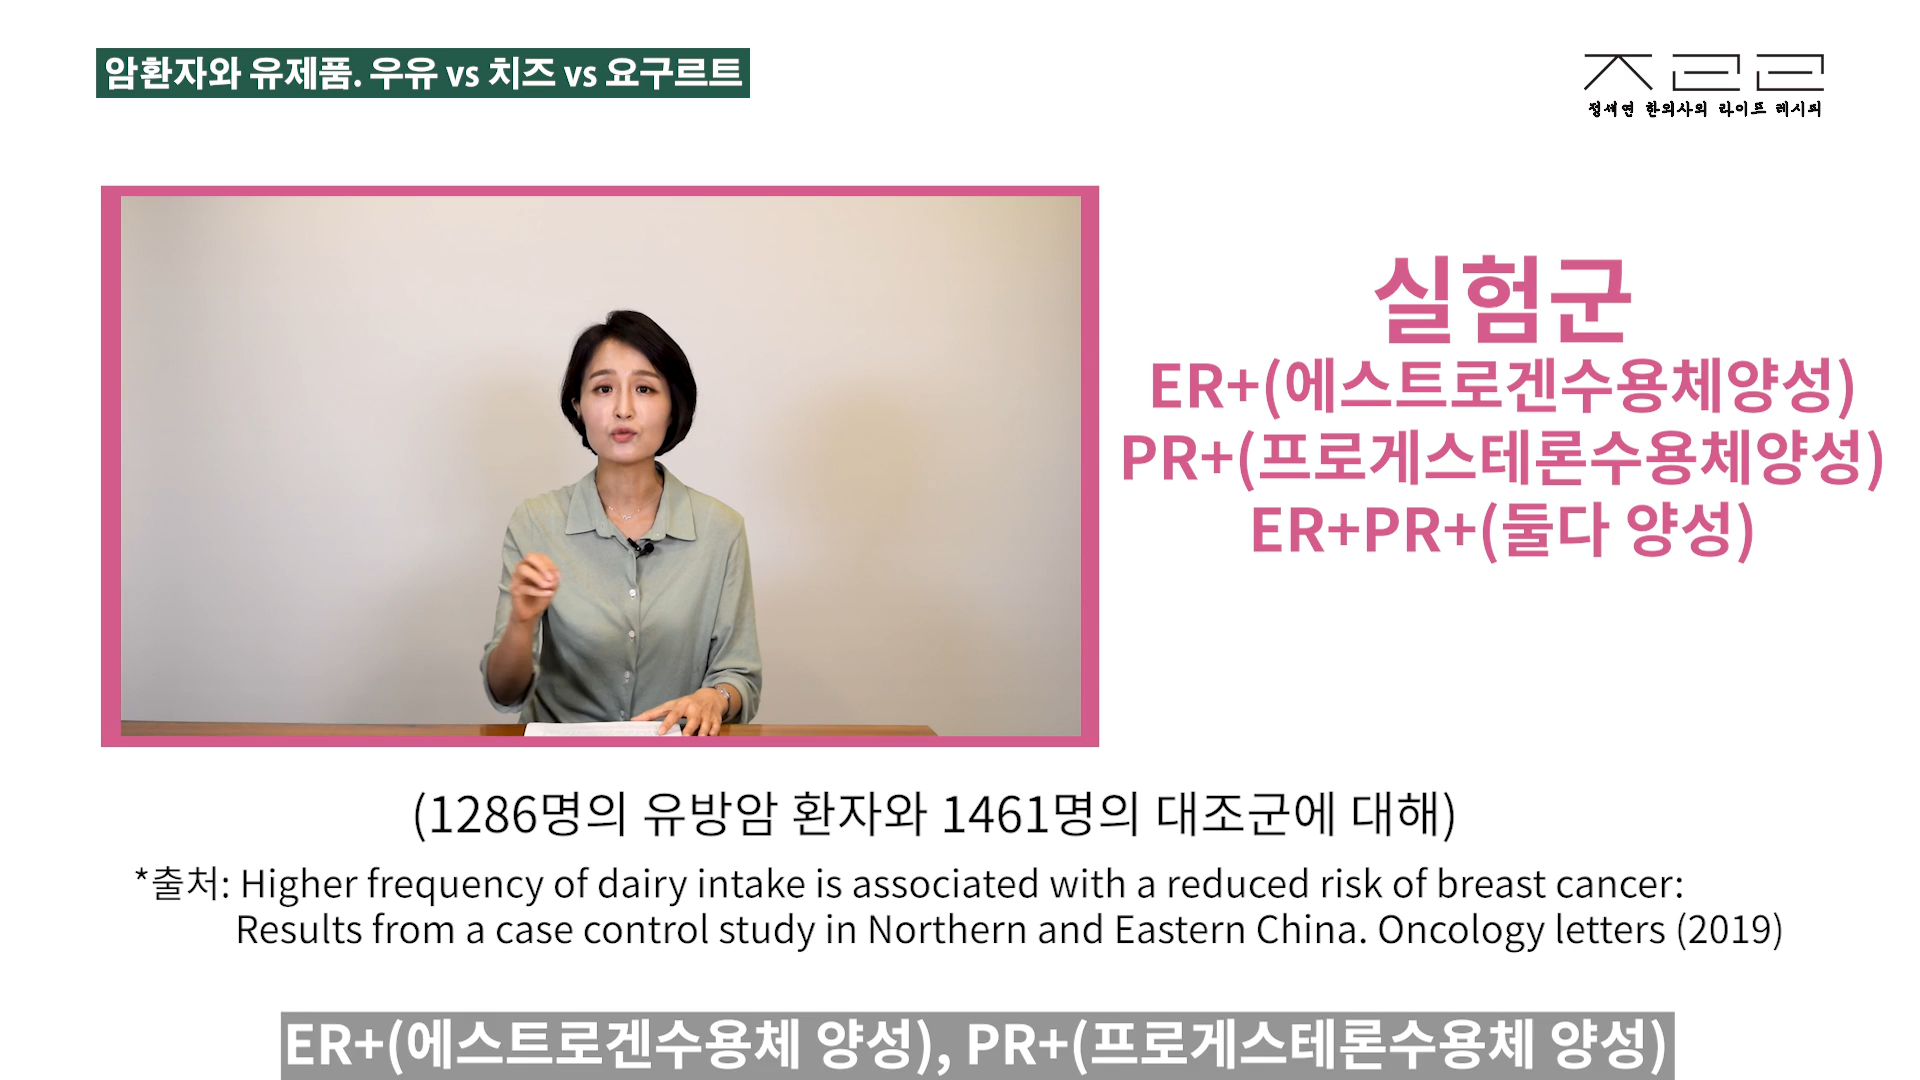 암환자와 유제품. 우유 vs 치즈 vs 요구르트
정세연 한의사의 라이프 레시피
실험군
ER+(에스트로겐수용체양성)
PR+(프로게스테론수용체양성)
ER+PR+(둘다 양성)
(1286명의 유방암 환자와 1461명의 대조군에 대해)
*출처: Higher frequency of dairy intake is associated with a reduced risk of breast cancer:
Results from a case control study in Northern and Eastern China. Oncology letters (2019)
ER+(에스트로겐수용체 양성), PR+(프로게스테론수용체 양성)